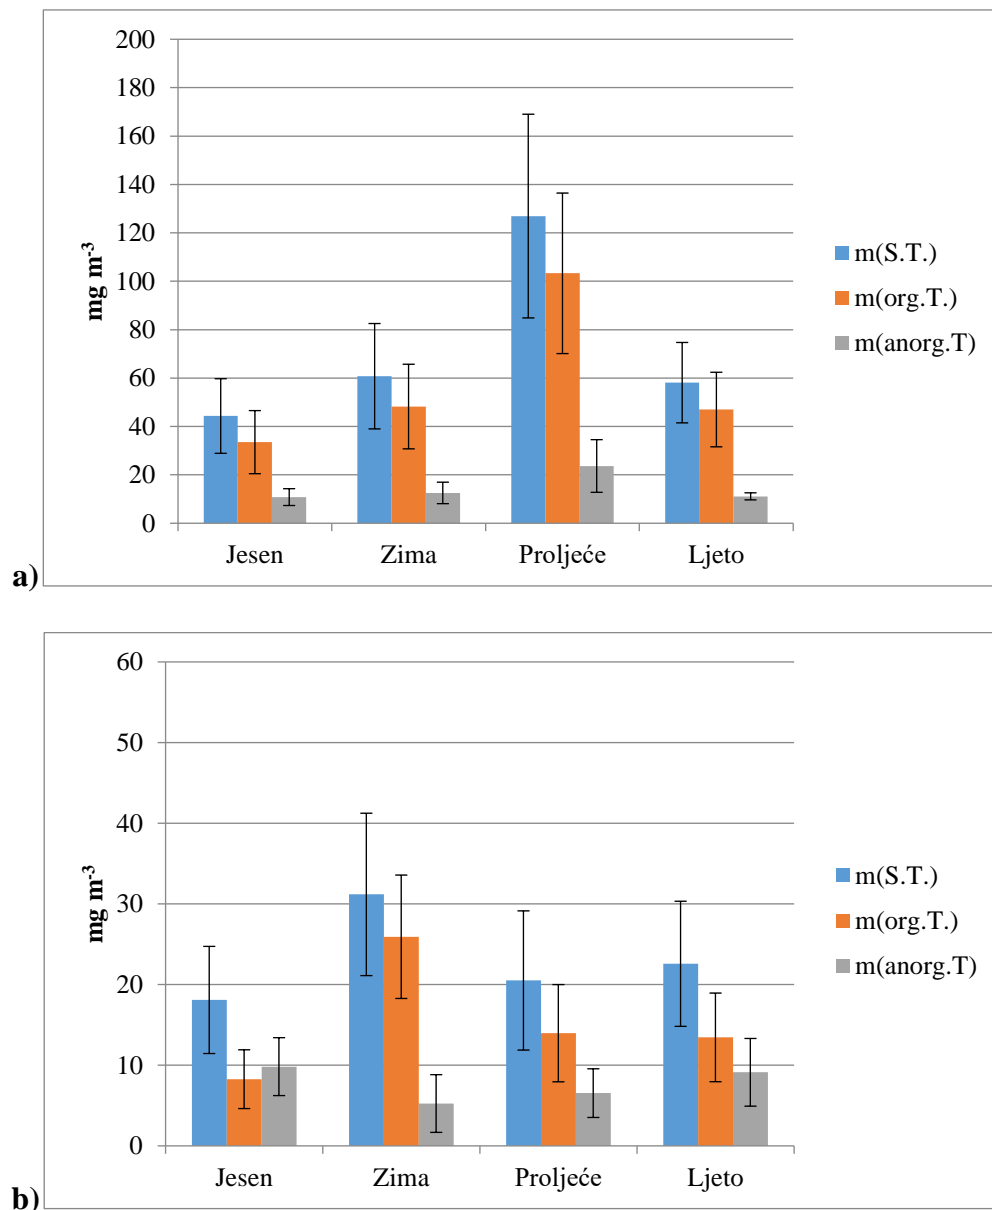 200
180
160
140
120
100
80
60
40
20
0
mg m-3
Jesen Zima Proljeće Ljeto
m(S.T.)
m(org.T.)
m(anorg.T)
a)
60
50
40
30
20
10
0
mg m-3
Jesen Zima Proljeće Ljeto
m(S.T.)
m(org.T.)
m(anorg.T)
b)